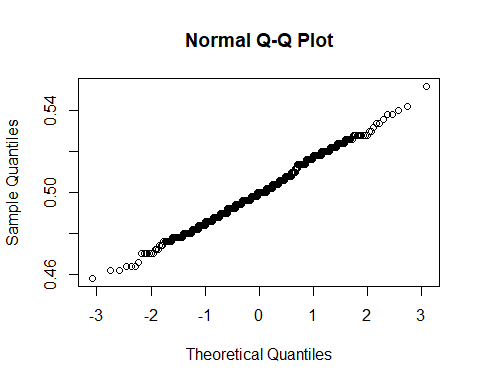 Normal Q-Q Plot
Sample Quantiles
0.54
0.50
0.46
-3 -2 -1 0 1 2 3
Theoretical Quantiles